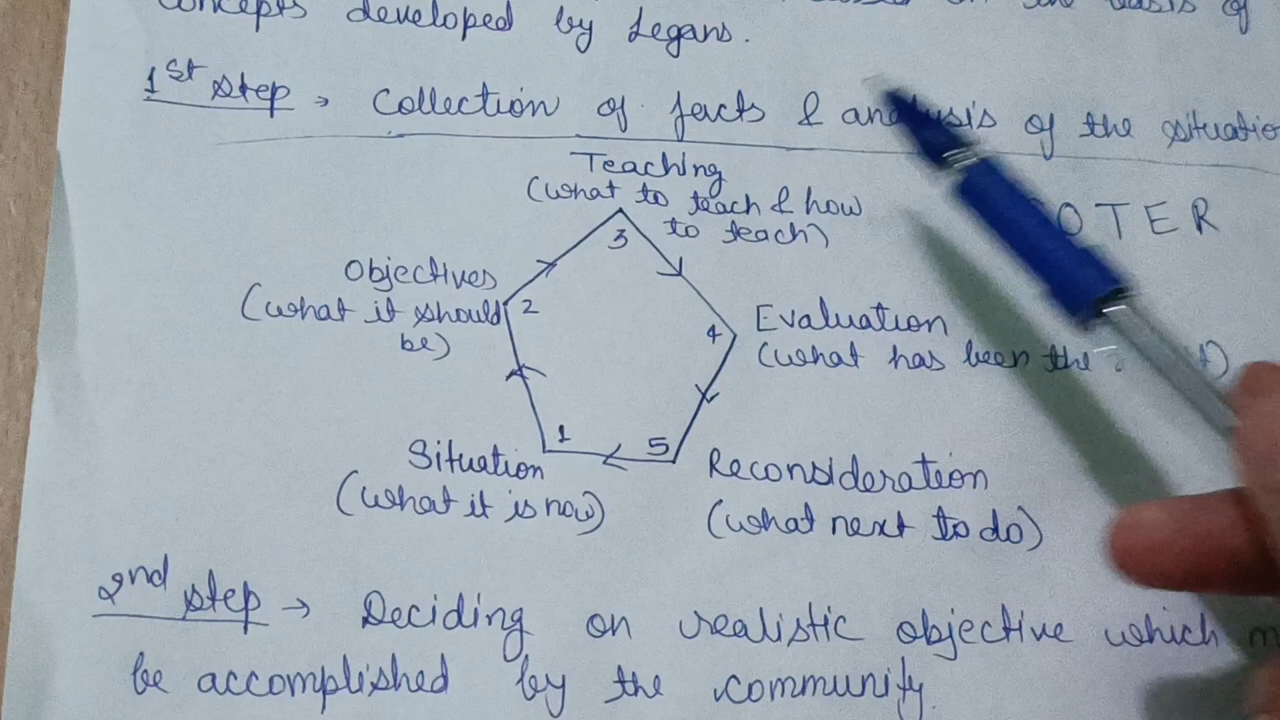 concepts developed by Legans.
1st step → Collection of facts & analysis of the situatio
Teaching
(what to teach & how
to teach)
OTER
Objectives
(what it should
be)
3
2
4
Evaluation
(what has been the
1
5
Situation
(what it is now)
Reconsideration
(what next to do)
2nd step → Deciding on realistic objective which
be accomplished by the community.